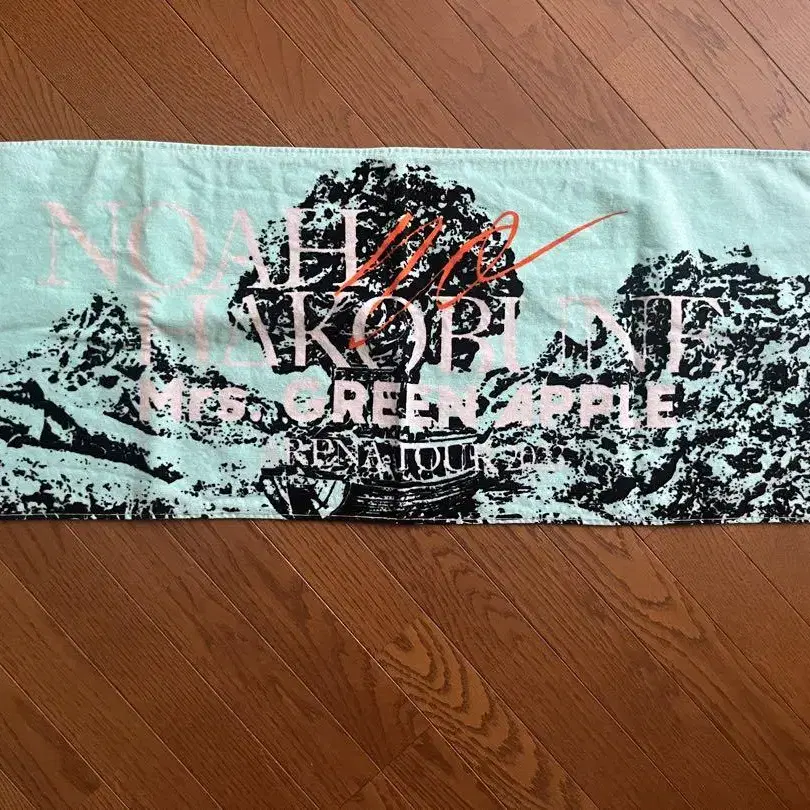 NOAH no
HAKOBUNE
Mrs. GREEN APPLE
ARENA TOUR